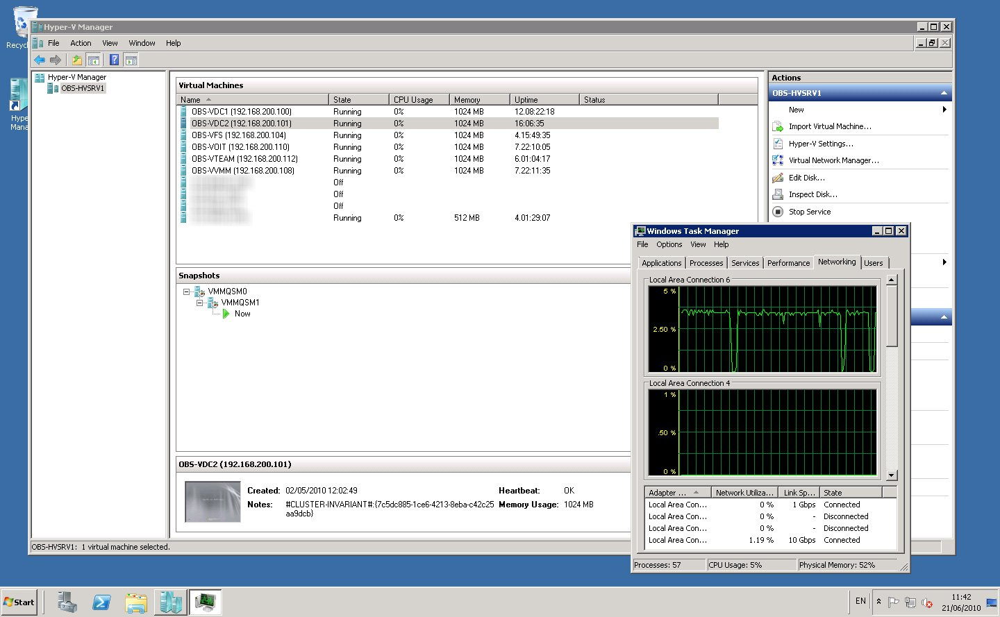 Recyc
Hype
Mana
Hyper-V Manager
File Action View Window Help
Hyper-V Manager
OBS-HVSRV1
Virtual Machines
Name State CPU Usage Memory Uptime Status
OBS-VDC1 (192.168.200.100) Running 0% 1024 MB 12.08:22:18
OBS-VDC2 (192.168.200.101) Running 0% 1024 MB 16:06:35
OBS-VFS (192.168.200.104) Running 0% 1024 MB 4.15:49:35
OBS-VOIT (192.168.200.110) Running 0% 1024 MB 7.22:10:05
OBS-VTEAM (192.168.200.112) Running 0% 1024 MB 6.01:04:17
OBS-VVMM (192.168.200.108) Running 0% 1024 MB 7.22:11:35
Off
Off
Off
Running 0% 512 MB 4.01:29:07
Snapshots
VMMQSM0
VMMQSM1
Now
OBS-VDC2 (192.168.200.101)
Created: 02/05/2010 12:02:49 Heartbeat: OK
Notes: #CLUSTER-INVARIANT#:{7c5dc885-1ce6-4213-8eba-c42c25 Memory Usage: 1024 MB
aa9dcb}
OBS-HVSRV1: 1 virtual machine selected.
Actions
OBS-HVSRV1
New
Import Virtual Machine...
Hyper-V Settings...
Virtual Network Manager...
Edit Disk...
Inspect Disk...
Stop Service
Windows Task Manager
File Options View Help
Applications Processes Services Performance Networking Users
Local Area Connection 6
5 %
2.50 %
0 %
Local Area Connection 4
1 %
.50 %
0 %
Adapter ... Network Utiliza... Link Sp... State
Local Area Con... 0 % 1 Gbps Connected
Local Area Con... 0 % - Disconnected
Local Area Con... 0 % - Disconnected
Local Area Con... 1.19 % 10 Gbps Connected
Processes: 57 CPU Usage: 5% Physical Memory: 52%
Start
EN
11:42
21/06/2010